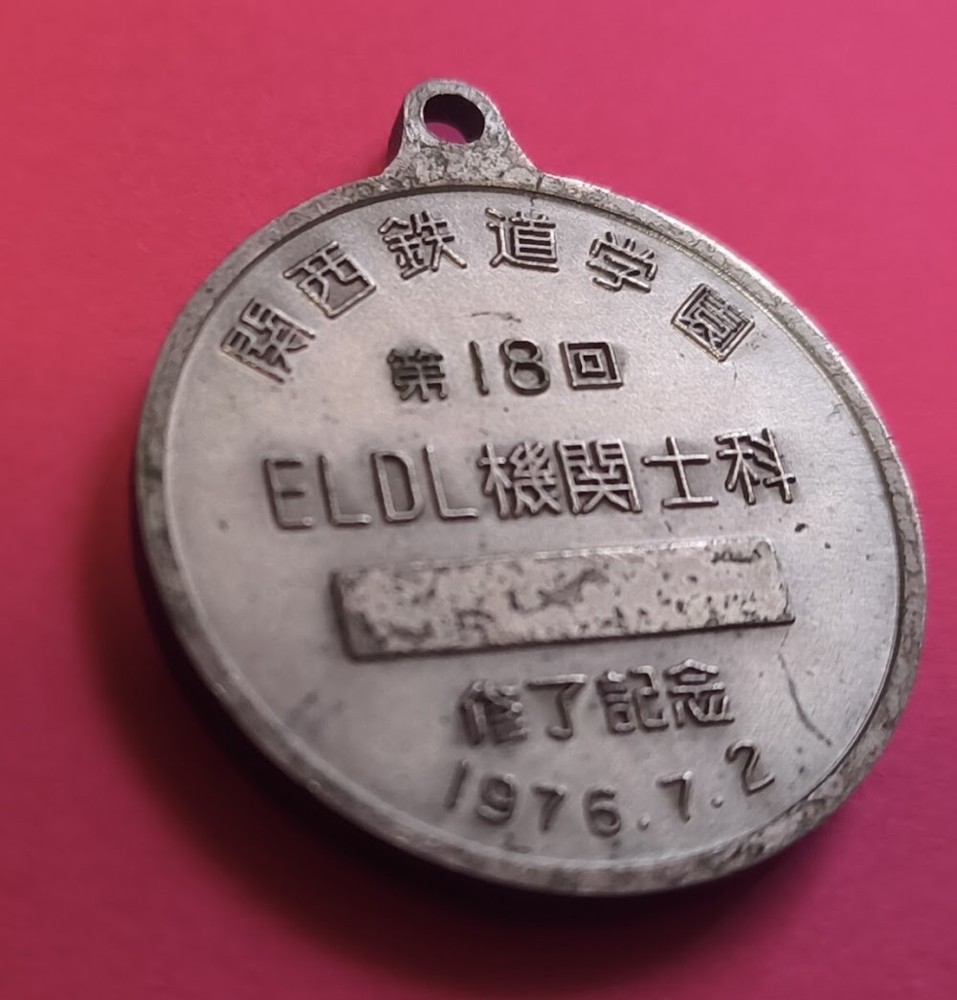 関西鉄道学園
第18回
ELDL機関士科
修了記念
1976.7.2